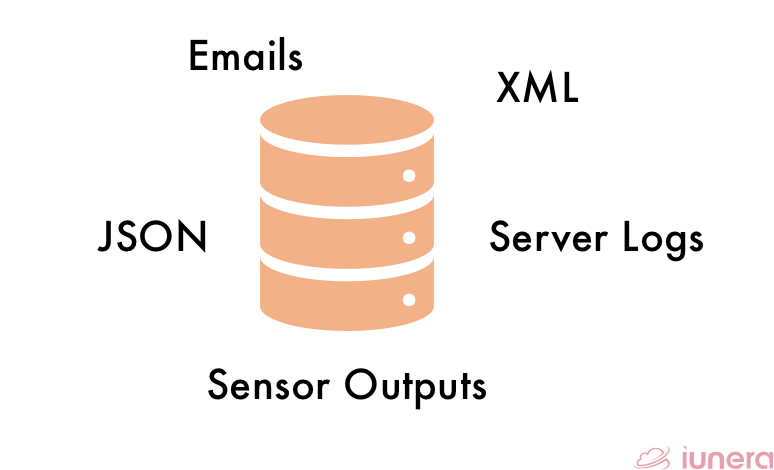 Emails
XML
JSON
Server Logs
Sensor Outputs
iunera